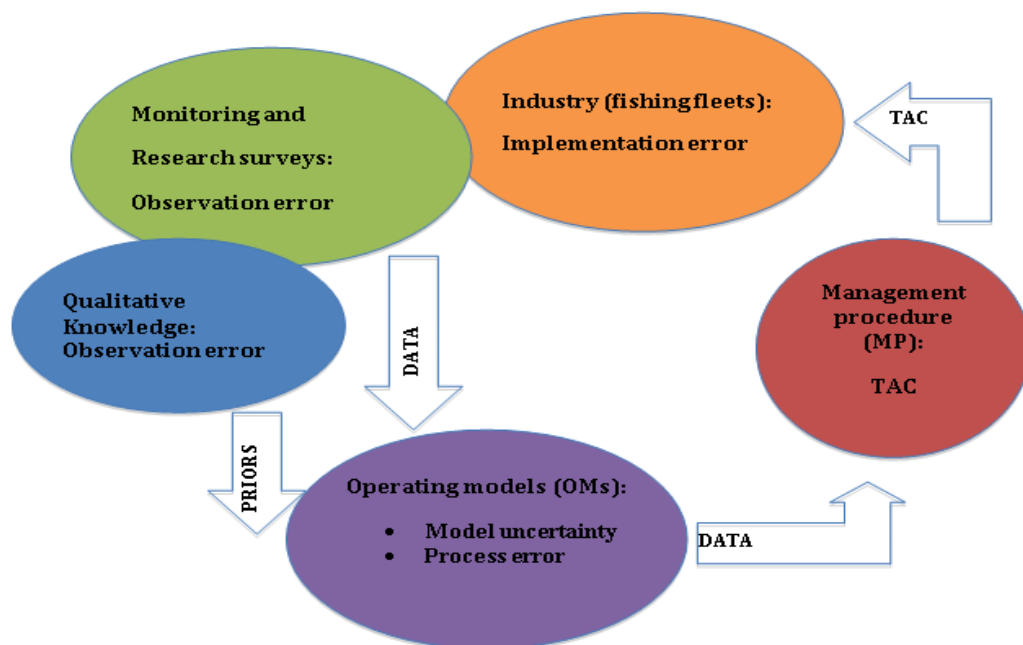 Monitoring and
Research surveys:
Observation error
Industry (fishing fleets):
Implementation error
TAC
Qualitative
Knowledge:
Observation error
DATA
Management
procedure
(MP):
TAC
PRIORS
Operating models (OMs):
• Model uncertainty
• Process error
DATA